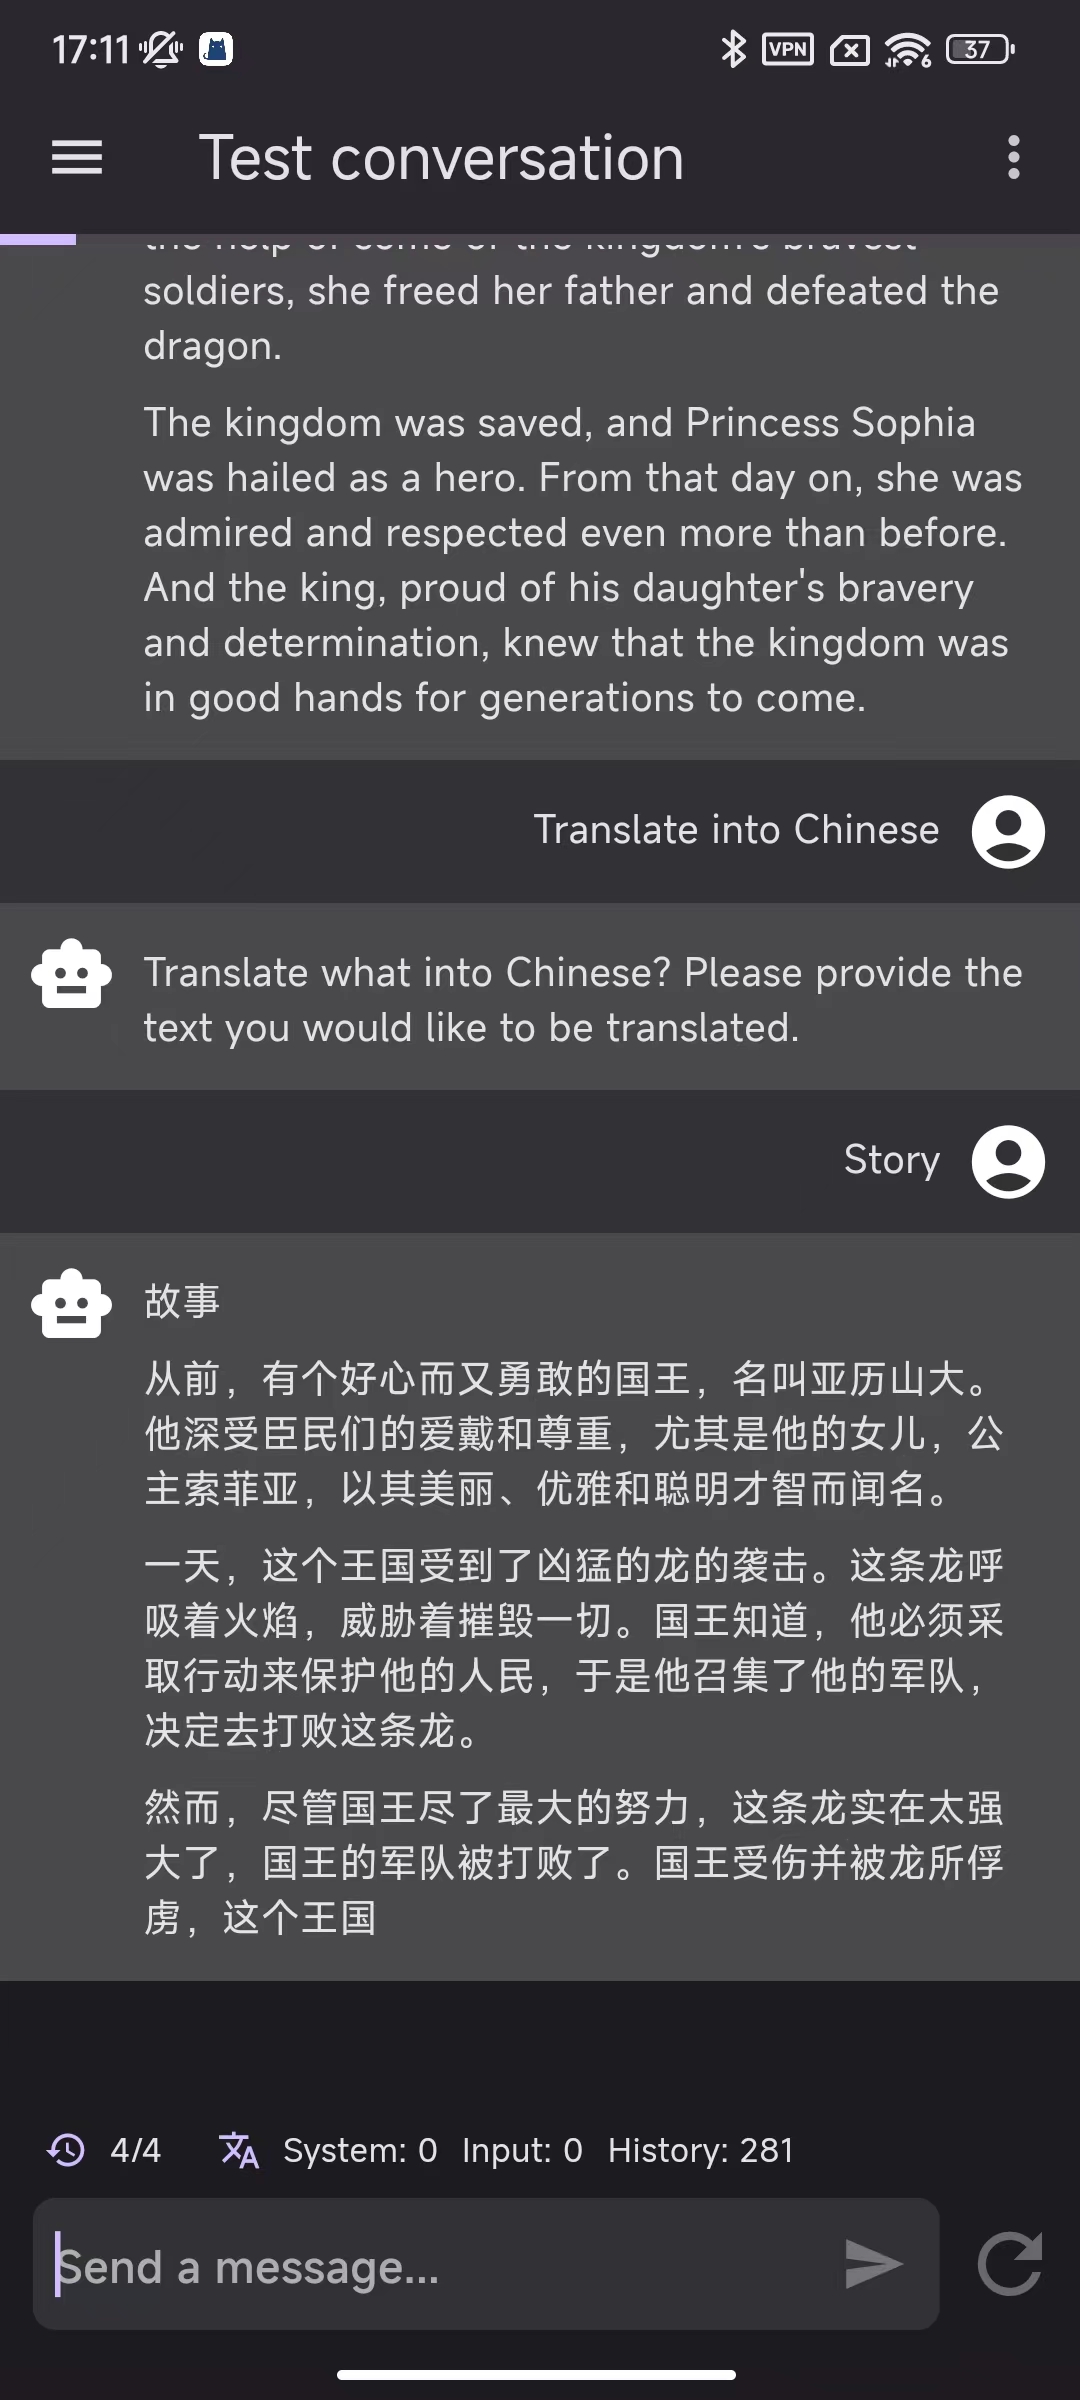 17:11
VPN
6
37
Test conversation
the help of some of the kingdom's bravest
soldiers, she freed her father and defeated the
dragon.
The kingdom was saved, and Princess Sophia
was hailed as a hero. From that day on, she was
admired and respected even more than before.
And the king, proud of his daughter's bravery
and determination, knew that the kingdom was
in good hands for generations to come.
Translate into Chinese
Translate what into Chinese? Please provide the
text you would like to be translated.
Story
故事
从前，有个好心而又勇敢的国王，名叫亚历山大。
他深受臣民们的爱戴和尊重，尤其是他的女儿，公
主索菲亚，以其美丽、优雅和聪明才智而闻名。
一天，这个王国受到了凶猛的龙的袭击。这条龙呼
吸着火焰，威胁着摧毁一切。国王知道，他必须采
取行动来保护他的人民，于是他召集了他的军队，
决定去打败这条龙。
然而，尽管国王尽了最大的努力，这条龙实在太强
大了，国王的军队被打败了。国王受伤并被龙所俘
虏，这个王国
4/4 System: 0 Input: 0 History: 281
Send a message...